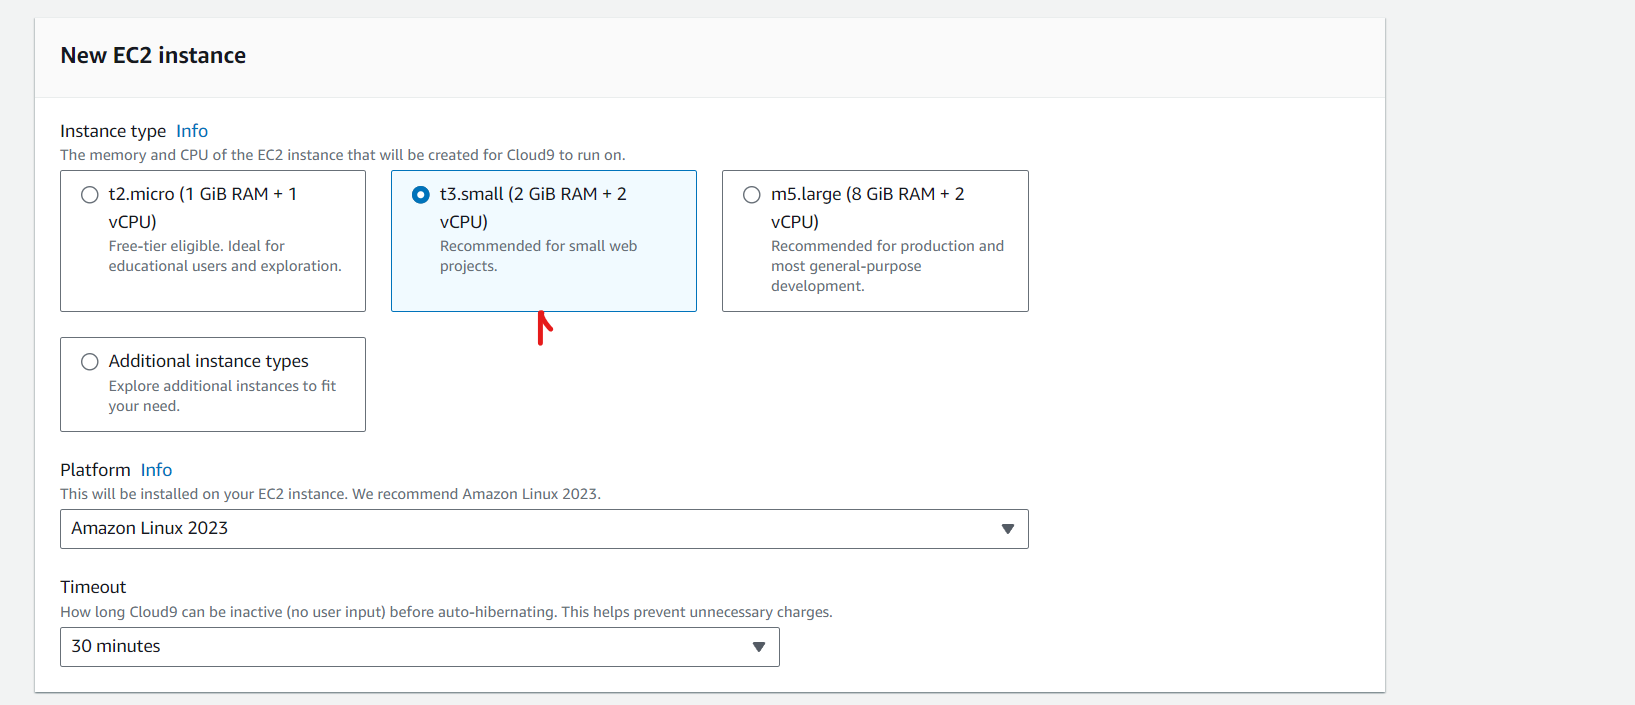 New EC2 instance
Instance type Info
The memory and CPU of the EC2 instance that will be created for Cloud9 to run on.
t2.micro (1 GiB RAM + 1
vCPU)
Free-tier eligible. Ideal for
educational users and exploration.
t3.small (2 GiB RAM + 2
vCPU)
Recommended for small web
projects.
m5.large (8 GiB RAM + 2
vCPU)
Recommended for production and
most general-purpose
development.
Additional instance types
Explore additional instances to fit
your need.
Platform Info
This will be installed on your EC2 instance. We recommend Amazon Linux 2023.
Amazon Linux 2023
Timeout
How long Cloud9 can be inactive (no user input) before auto-hibernating. This helps prevent unnecessary charges.
30 minutes